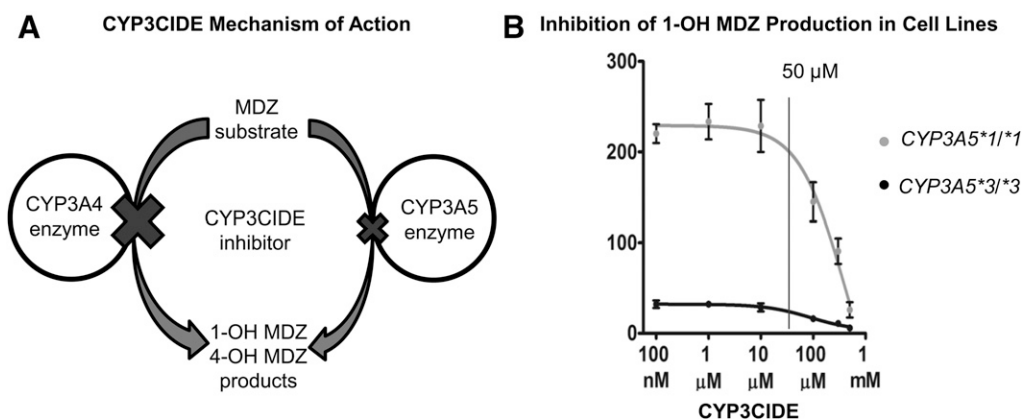 A CYP3CIDE Mechanism of Action
MDZ
substrate
CYP3A4
enzyme
CYP3CIDE
inhibitor
CYP3A5
enzyme
1-OH MDZ
4-OH MDZ
products
B Inhibition of 1-OH MDZ Production in Cell Lines
50 µM
300
200
100
0
CYP3A5*1/*1
CYP3A5*3/*3
100 1 10 100 1
nM µM µM µM mM
CYP3CIDE